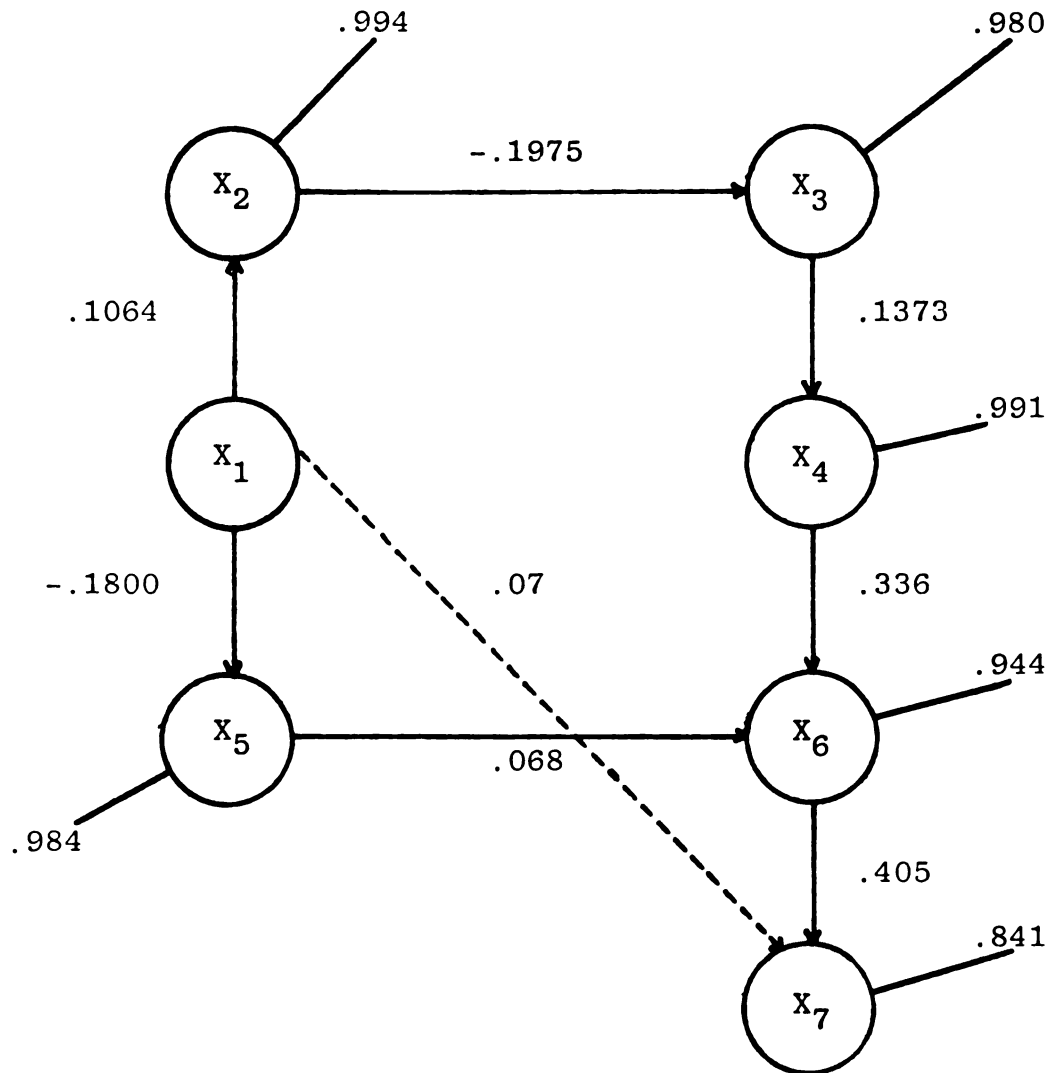 .994
.980
-.1975
X2
X3
.1064
.1373
.991
X1
X4
-.1800
.07
.336
.944
X5
X6
.068
.984
.405
.841
X7